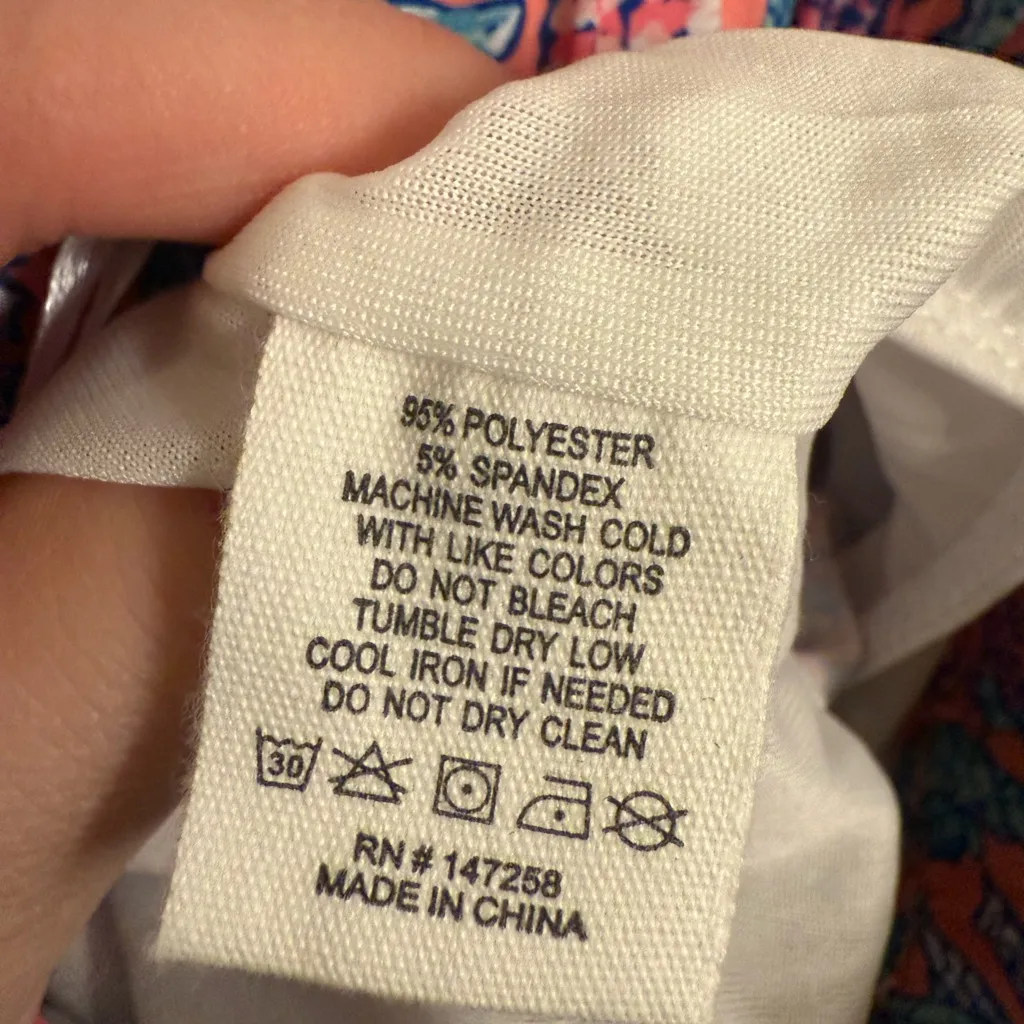 95% POLYESTER
5% SPANDEX
MACHINE WASH COLD
WITH LIKE COLORS
DO NOT BLEACH
TUMBLE DRY LOW
COOL IRON IF NEEDED
DO NOT DRY CLEAN
30
RN # 147258
MADE IN CHINA